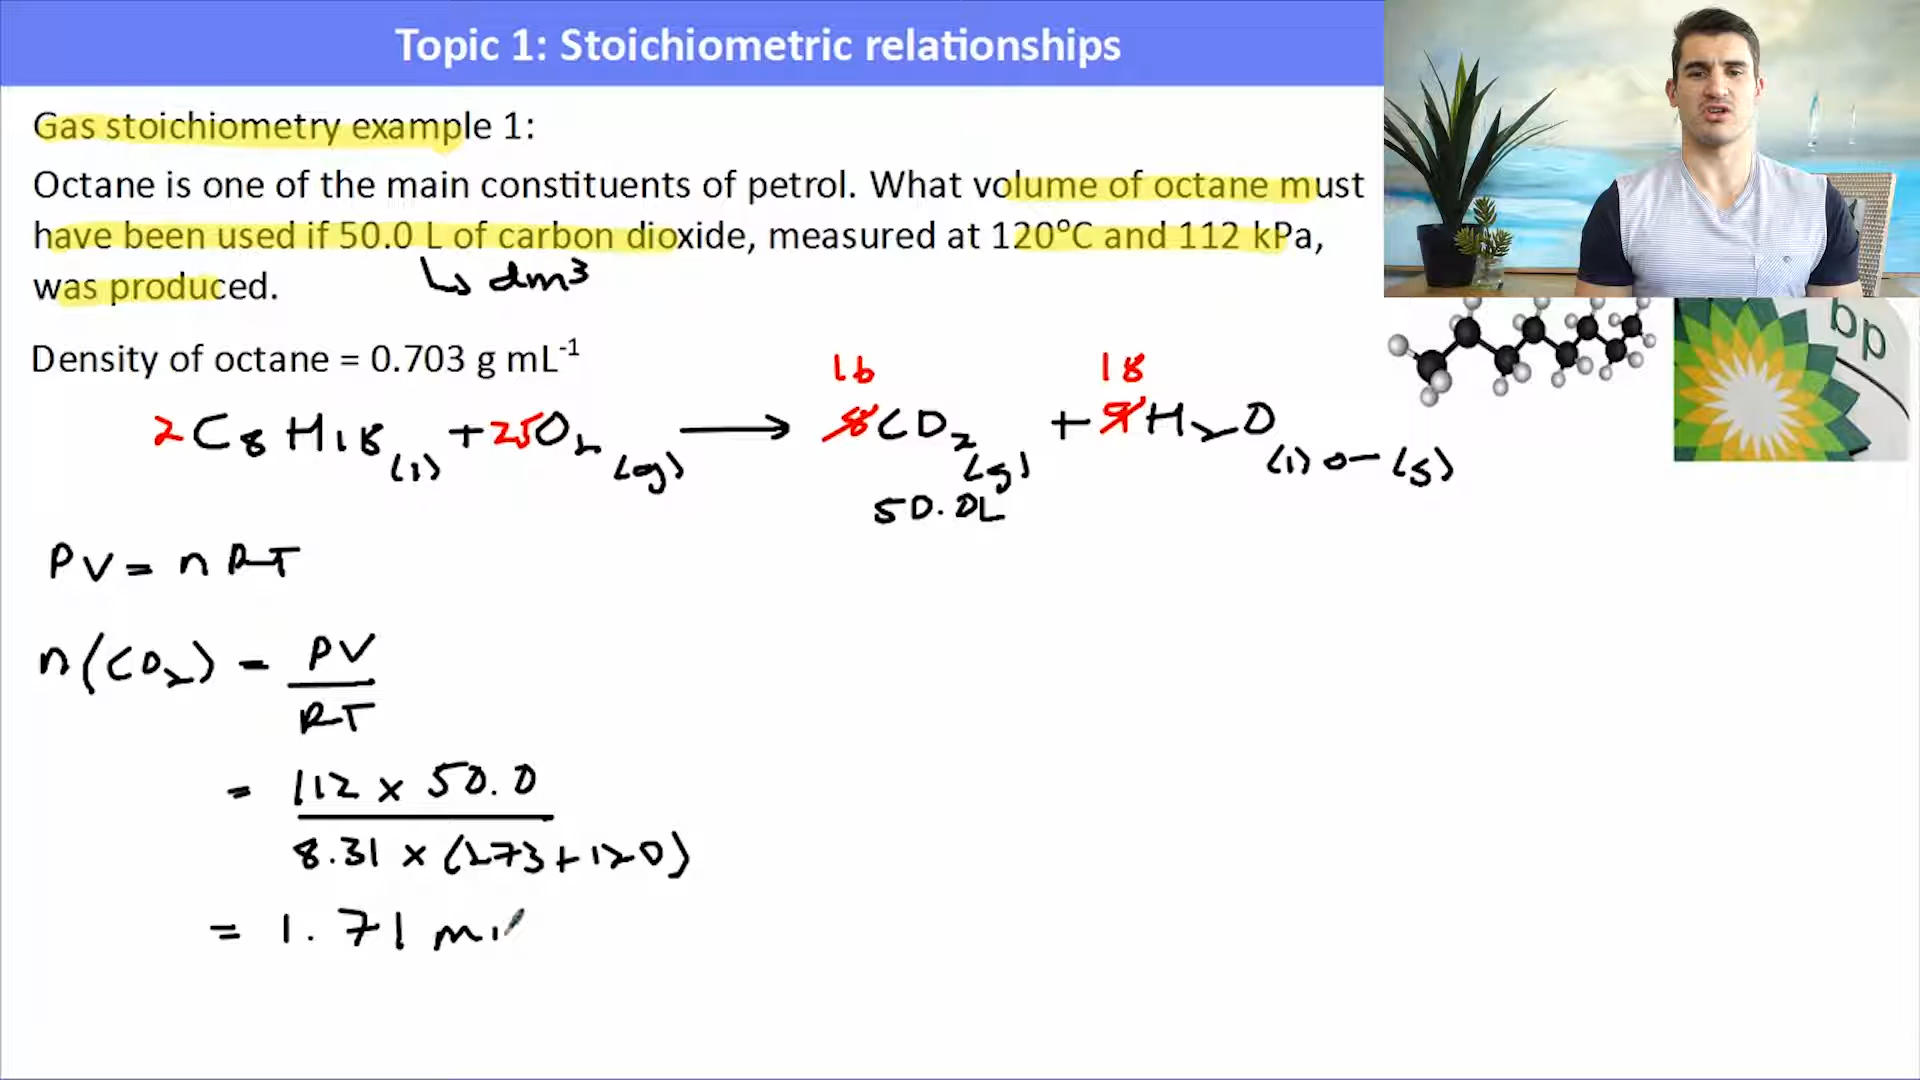 Topic 1: Stoichiometric relationships
Gas stoichiometry example 1:
Octane is one of the main constituents of petrol. What volume of octane must
have been used if 50.0 L of carbon dioxide, measured at 120°C and 112 kPa,
was produced.
↳ dm³
Density of octane = 0.703 g mL⁻¹
16 18
2C8H18(l) + 25O2(g) → 8CO2(g) + 9H2O(l) or (g)
50.0L
PV = nRT
n(CO2) = PV
RT
= 112 × 50.0
8.31 × (273+120)
= 1.71
bp